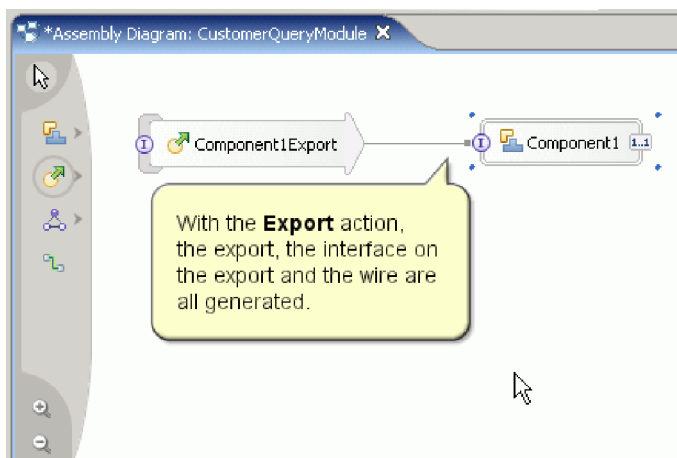 *Assembly Diagram: CustomerQueryModule
I Component1Export
I Component1 1..1
With the Export action,
the export, the interface on
the export and the wire are
all generated.